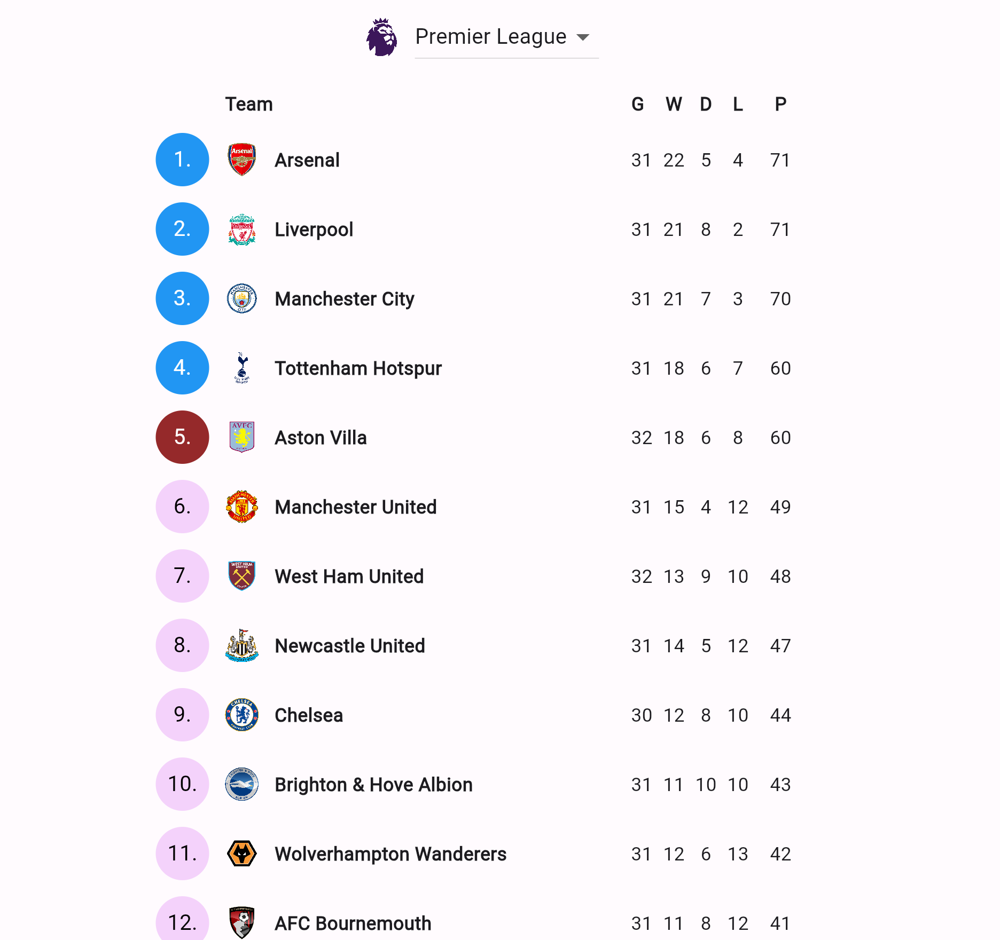 Premier League
Team G W D L P
1. Arsenal 31 22 5 4 71
2. Liverpool 31 21 8 2 71
3. Manchester City 31 21 7 3 70
4. Tottenham Hotspur 31 18 6 7 60
5. Aston Villa 32 18 6 8 60
6. Manchester United 31 15 4 12 49
7. West Ham United 32 13 9 10 48
8. Newcastle United 31 14 5 12 47
9. Chelsea 30 12 8 10 44
10. Brighton & Hove Albion 31 11 10 10 43
11. Wolverhampton Wanderers 31 12 6 13 42
12. AFC Bournemouth 31 11 8 12 41